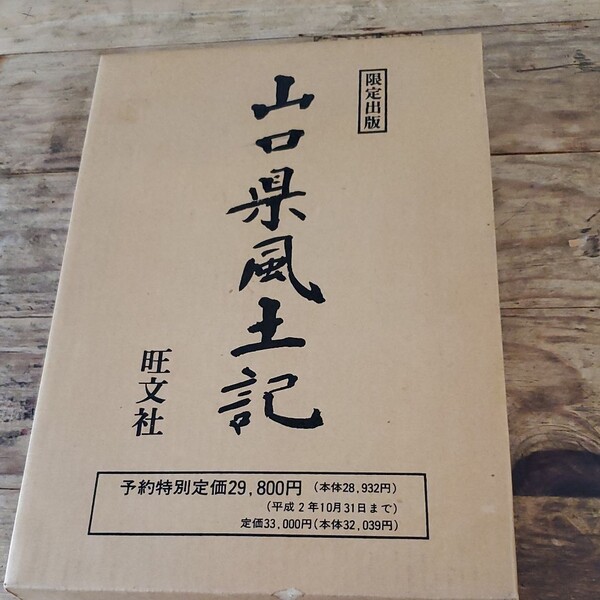 限定出版
山口県風土記
旺文社
予約特別定価29,800円(本体28,932円)
(平成2年10月31日まで)
定価33,000円(本体32,039円)